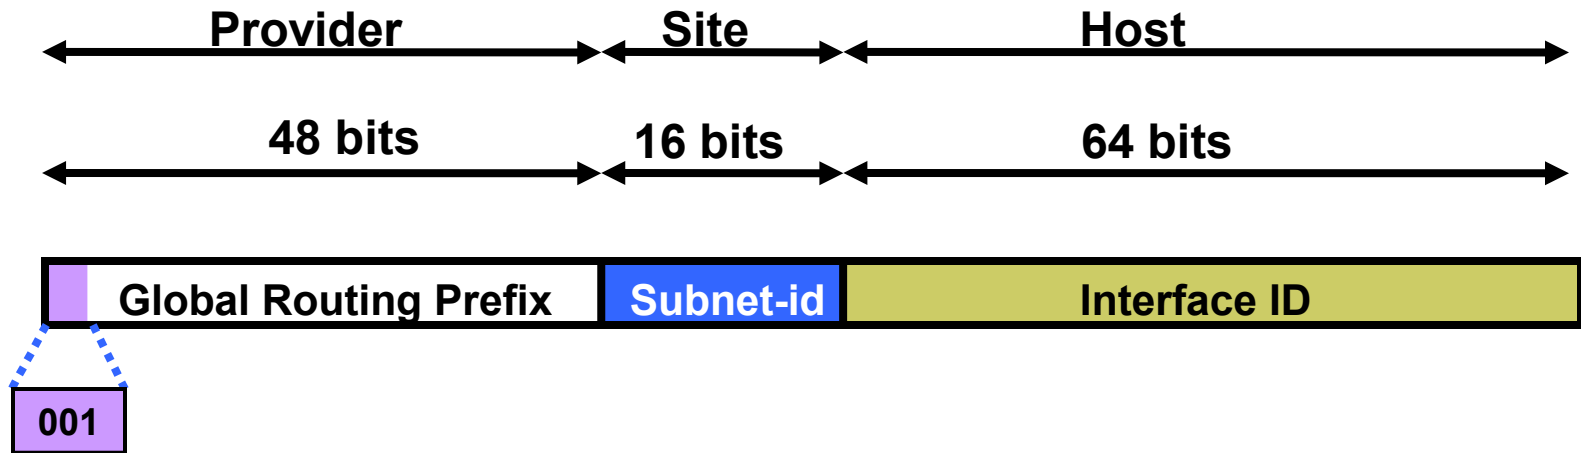 Provider Site Host
48 bits 16 bits 64 bits
Global Routing Prefix Subnet-id Interface ID
001